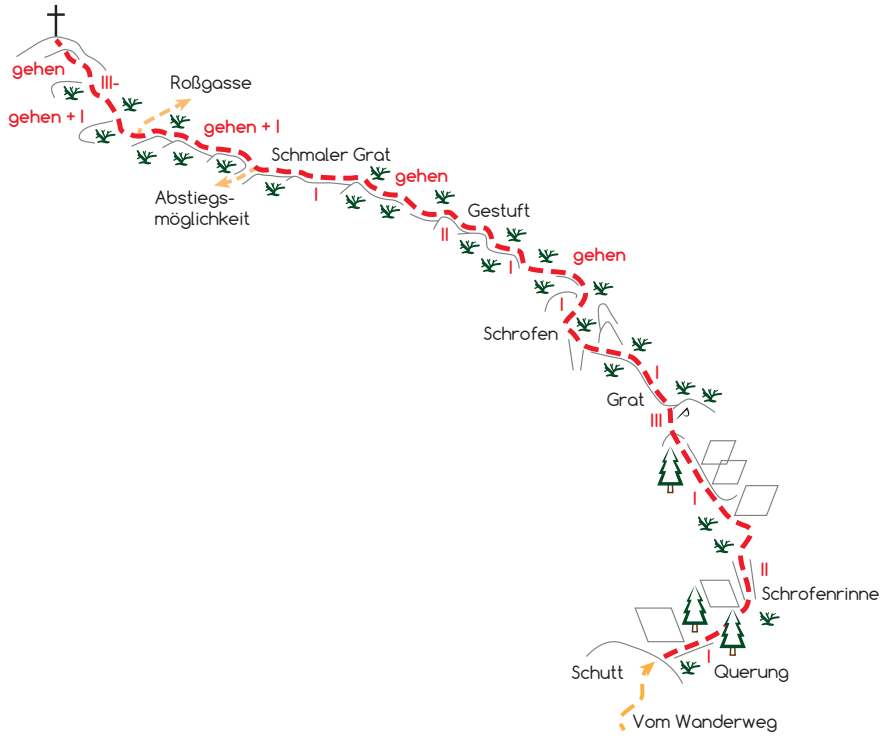 gehen
III-
Roßgasse
gehen + I
gehen + I
Schmaler Grat
I
gehen
Abstiegs-
möglichkeit
Gestuft
II
I
gehen
I
Schrofen
I
Grat
III
I
II
Schrofenrinne
Schutt
I
Querung
Vom Wanderweg